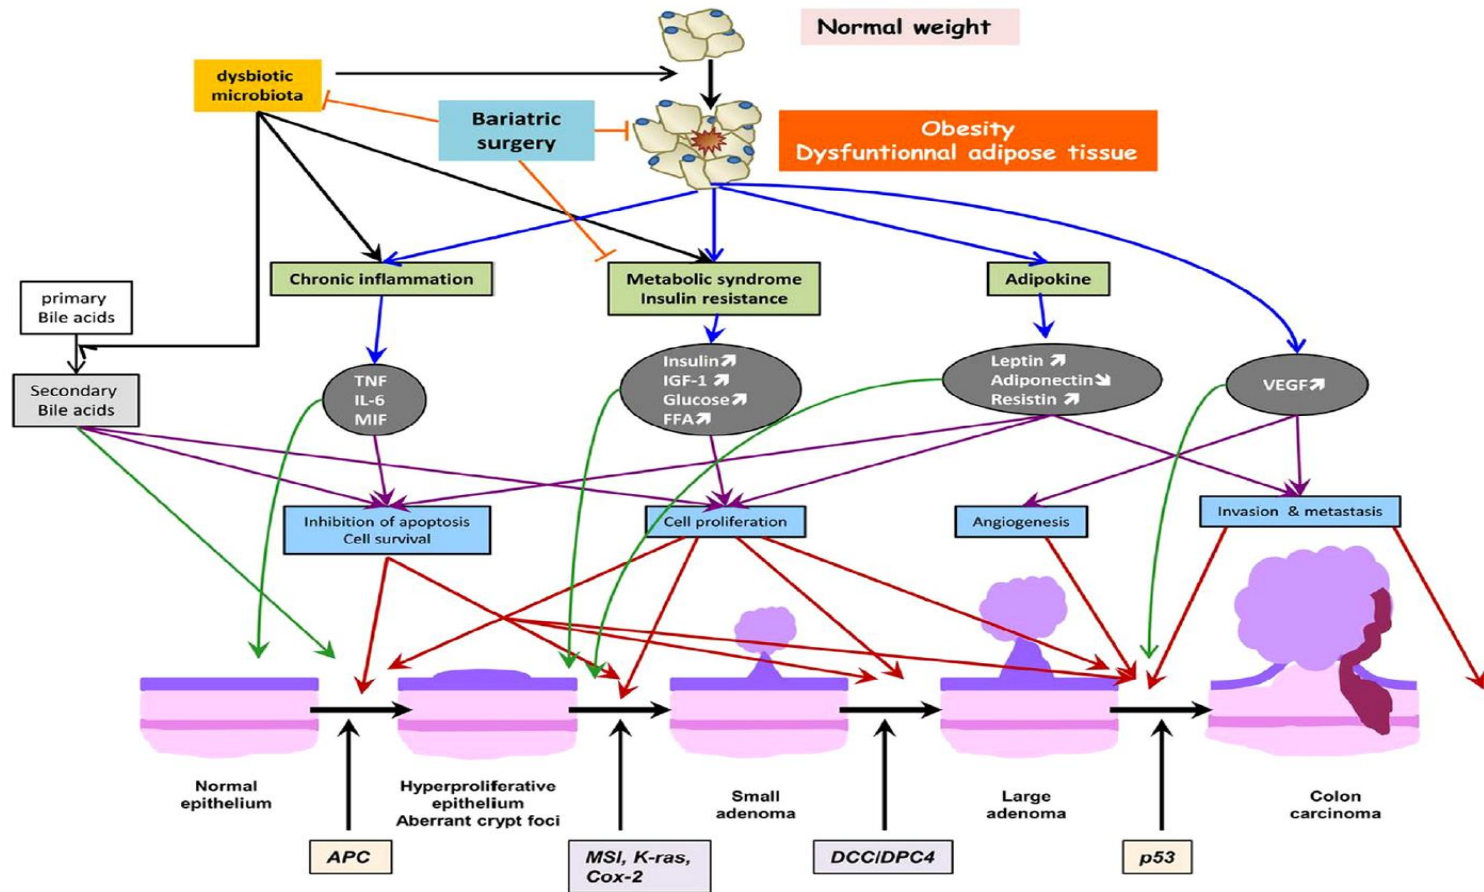 Normal weight
dysbiotic
microbiota
Bariatric
surgery
Obesity
Dysfuntionnal adipose tissue
Chronic inflammation
Metabolic syndrome
Insulin resistance
Adipokine
primary
Bile acids
Secondary
Bile acids
TNF
IL-6
MIF
Insulin↗
IGF-1 ↗
Glucose↗
FFA↗
Leptin ↗
Adiponectin↘
Resistin ↗
VEGF↗
Inhibition of apoptosis
Cell survival
Cell proliferation
Angiogenesis
Invasion & metastasis
Normal
epithelium
Hyperproliferative
epithelium
Aberrant crypt foci
Small
adenoma
Large
adenoma
Colon
carcinoma
APC
MSI, K-ras,
Cox-2
DCC/DPC4
p53